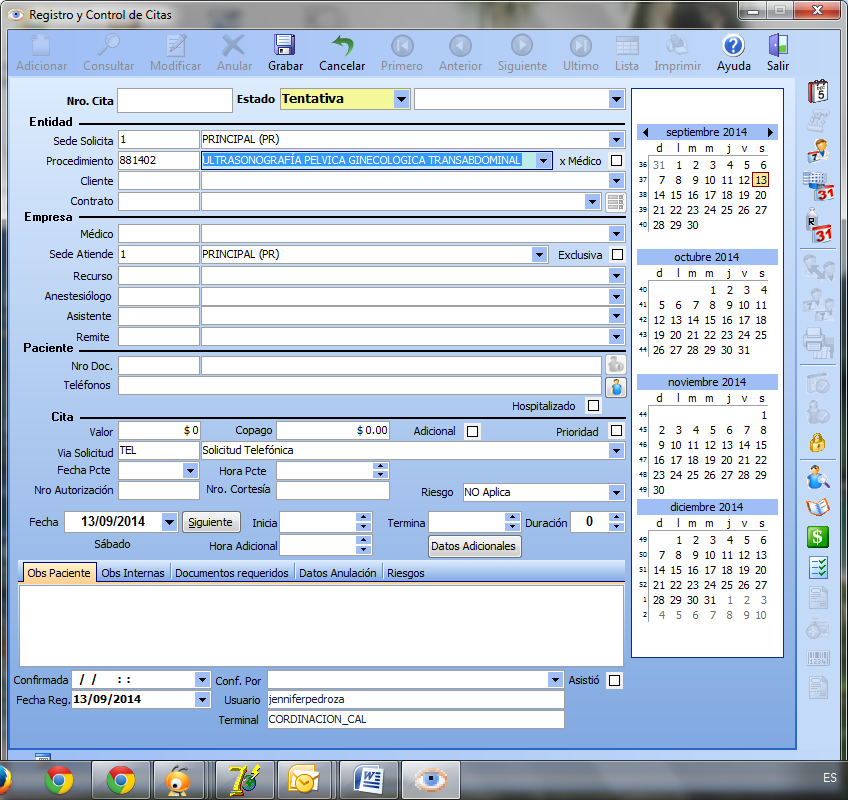 Registro y Control de Citas
Adicionar Consultar Modificar Anular Grabar Cancelar Primero Anterior Siguiente Ultimo Lista Imprimir Ayuda Salir
Nro. Cita Estado Tentativa
Entidad
Sede Solicita 1 PRINCIPAL (PR)
Procedimiento 881402 ULTRASONOGRAFÍA PELVICA GINECOLOGICA TRANSABDOMINAL x Médico
Cliente
Contrato
Empresa
Médico
Sede Atiende 1 PRINCIPAL (PR) Exclusiva
Recurso
Anestesiólogo
Asistente
Remite
Paciente
Nro Doc.
Teléfonos
Hospitalizado
Cita
Valor $ 0 Copago $ 0.00 Adicional Prioridad
Via Solicitud TEL Solicitud Telefónica
Fecha Pcte Hora Pcte
Nro Autorización Nro. Cortesía Riesgo NO Aplica
Fecha 13/09/2014 Siguiente Inicia Termina Duración 0
Sábado Hora Adicional Datos Adicionales
Obs Paciente Obs Internas Documentos requeridos Datos Anulación Riesgos
Confirmada / / : : Conf. Por Asistió
Fecha Reg. 13/09/2014 Usuario jenniferpedroza
Terminal CORDINACION_CAL
septiembre 2014
d l m m j v s
36 31 1 2 3 4 5 6
37 7 8 9 10 11 12 13
38 14 15 16 17 18 19 20
39 21 22 23 24 25 26 27
40 28 29 30
octubre 2014
d l m m j v s
40 1 2 3 4
41 5 6 7 8 9 10 11
42 12 13 14 15 16 17 18
43 19 20 21 22 23 24 25
44 26 27 28 29 30 31
noviembre 2014
d l m m j v s
44 1
45 2 3 4 5 6 7 8
46 9 10 11 12 13 14 15
47 16 17 18 19 20 21 22
48 23 24 25 26 27 28 29
49 30
diciembre 2014
d l m m j v s
49 1 2 3 4 5 6
50 7 8 9 10 11 12 13
51 14 15 16 17 18 19 20
52 21 22 23 24 25 26 27
1 28 29 30 31 1 2 3
2 4 5 6 7 8 9 10
5
31
R
31
$
ES